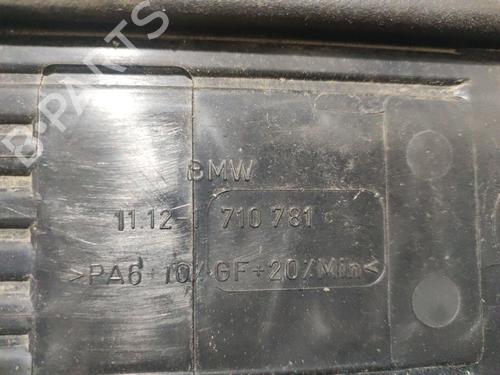 B-PARTS
BMW
11.12-1 710 781
>PA6+10/GF+20/Min<